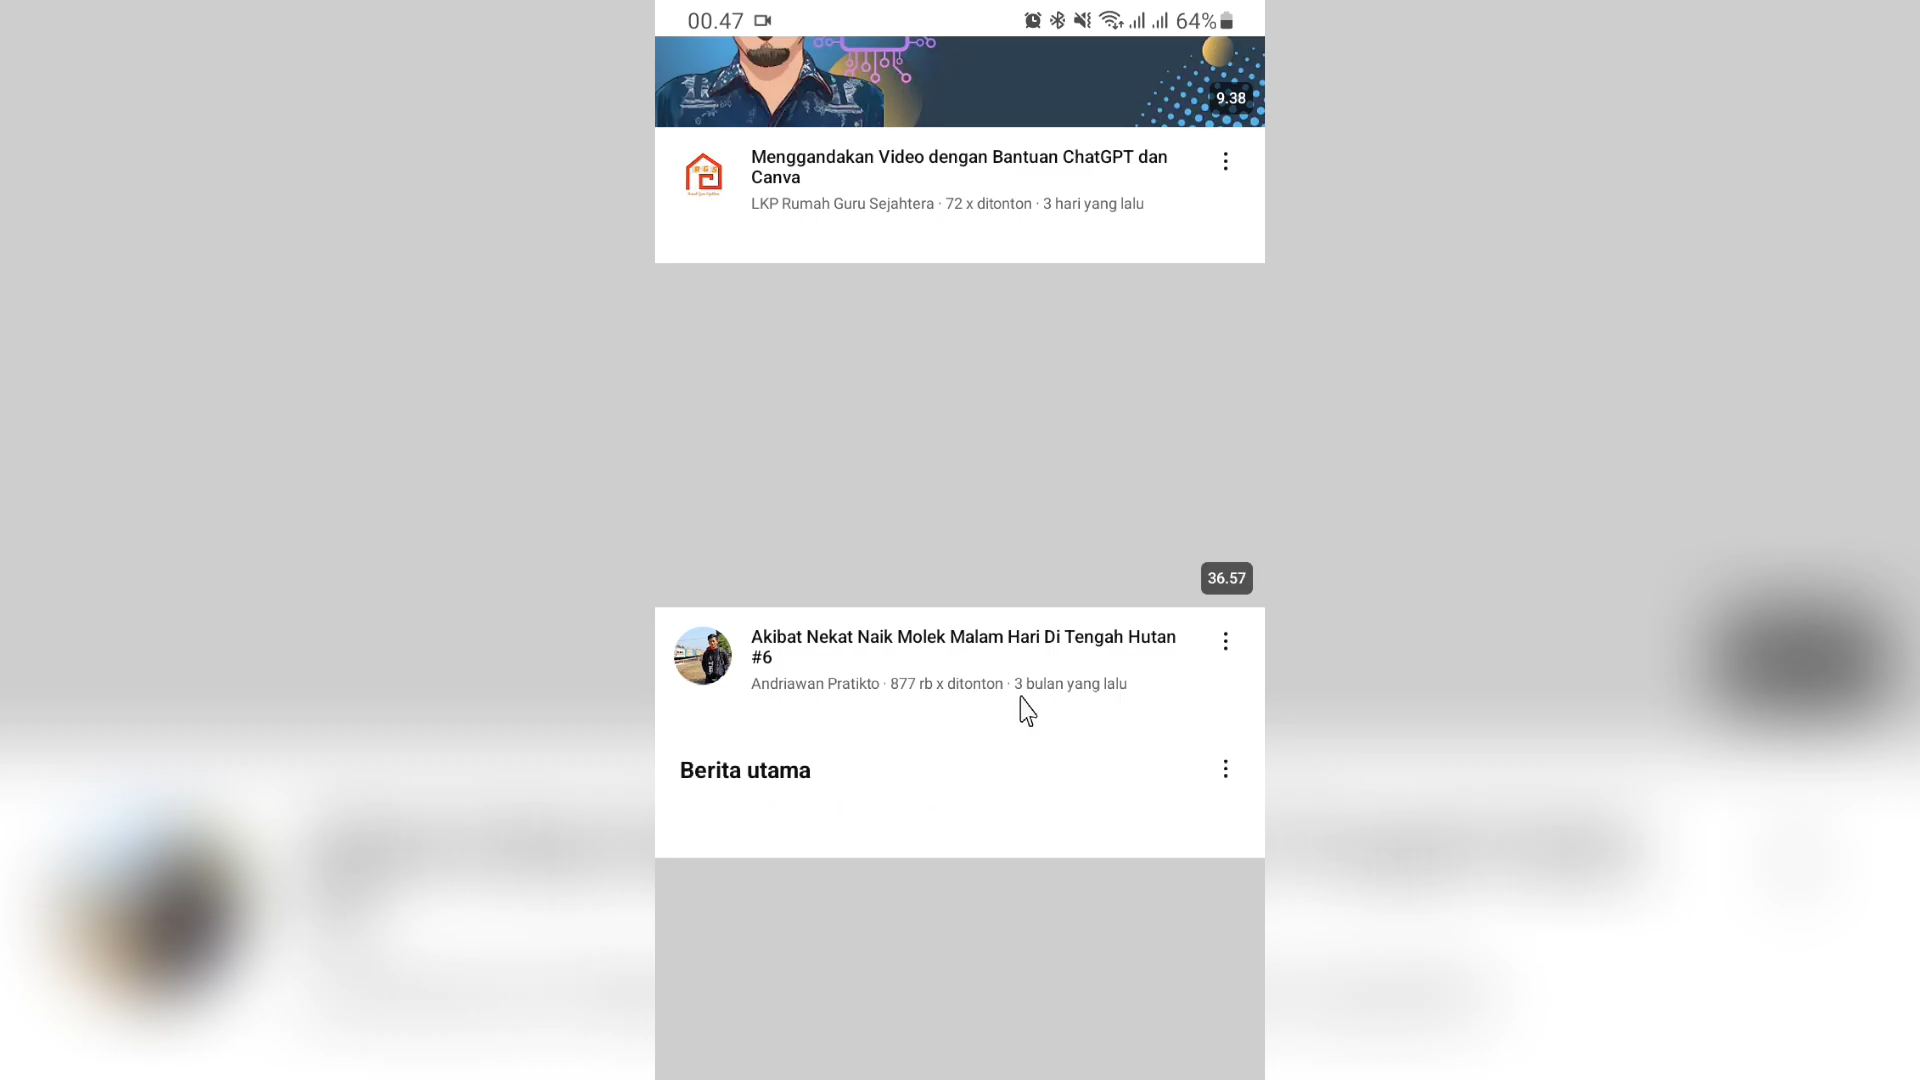 00.47
64%
9.38
Menggandakan Video dengan Bantuan ChatGPT dan
Canva
LKP Rumah Guru Sejahtera · 72 x ditonton · 3 hari yang lalu
36.57
Akibat Nekat Naik Molek Malam Hari Di Tengah Hutan
#6
Andriawan Pratikto · 877 rb x ditonton · 3 bulan yang lalu
Berita utama